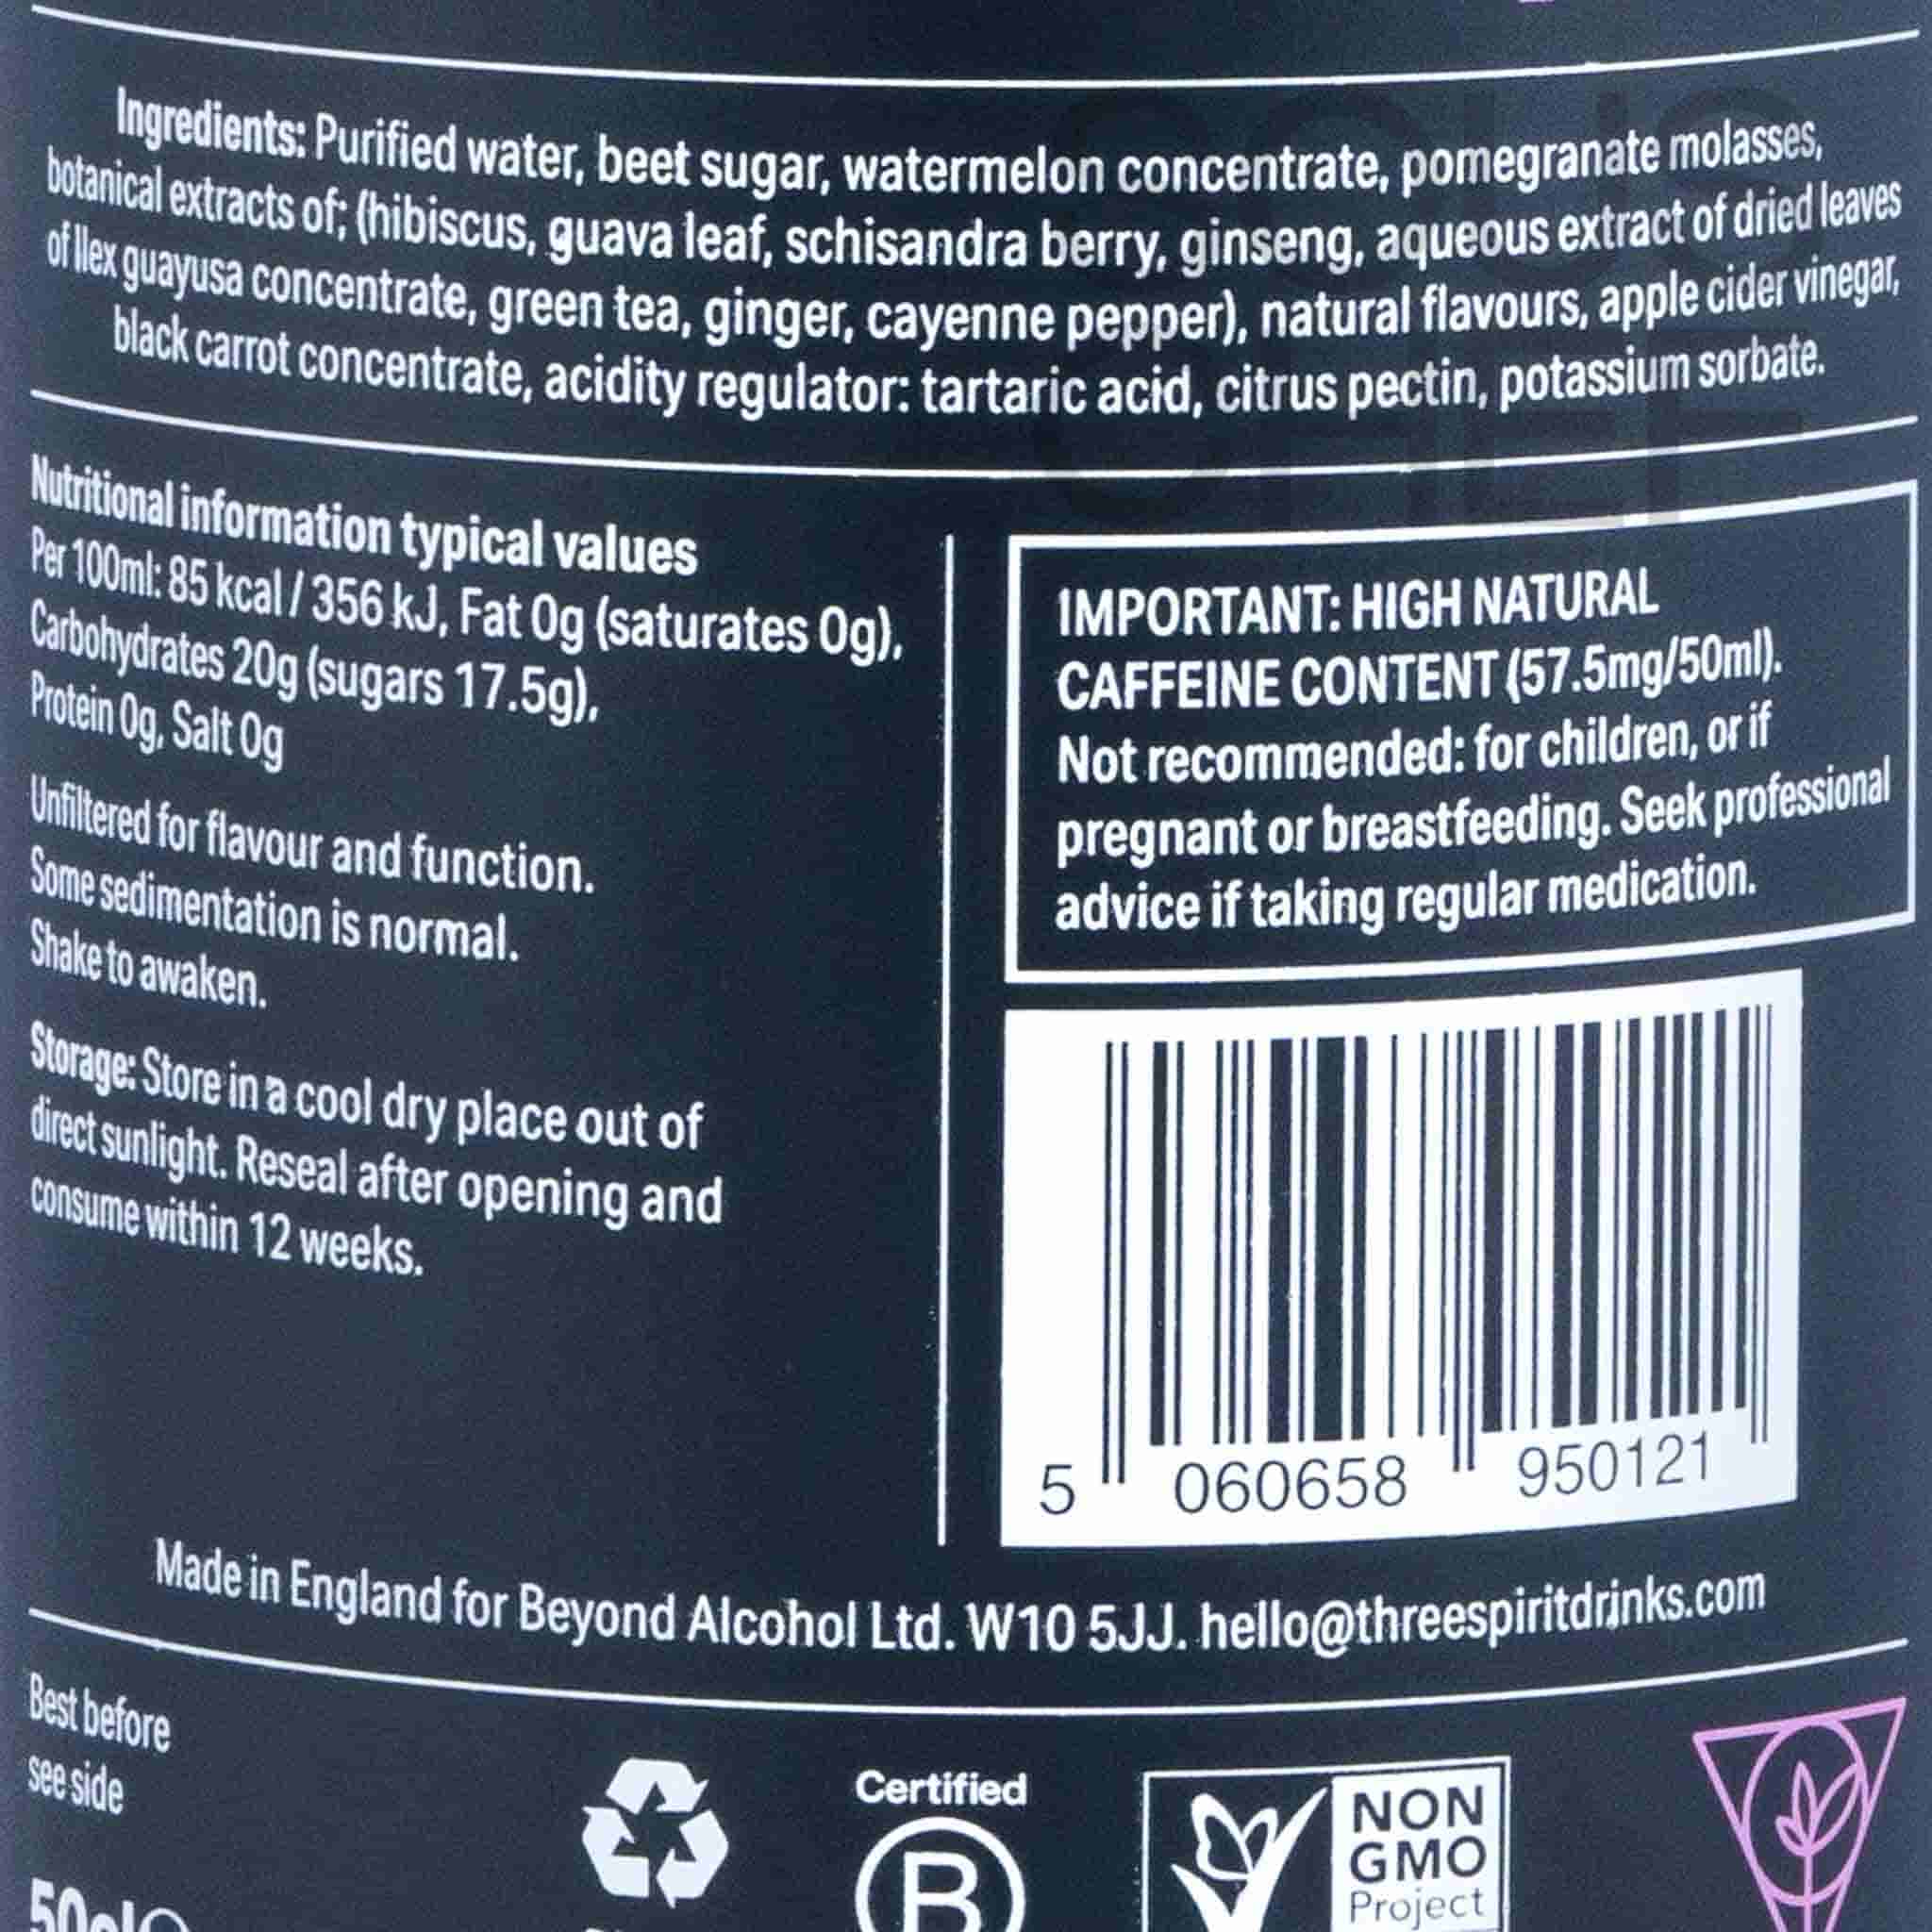 Ingredients: Purified water, beet sugar, watermelon concentrate, pomegranate molasses,
botanical extracts of; (hibiscus, guava leaf, schisandra berry, ginseng, aqueous extract of dried leaves
of Ilex guayusa concentrate, green tea, ginger, cayenne pepper), natural flavours, apple cider vinegar,
black carrot concentrate, acidity regulator: tartaric acid, citrus pectin, potassium sorbate.
Nutritional information typical values
Per 100ml: 85 kcal / 356 kJ, Fat 0g (saturates 0g),
Carbohydrates 20g (sugars 17.5g),
Protein 0g, Salt 0g
Unfiltered for flavour and function.
Some sedimentation is normal.
Shake to awaken.
Storage: Store in a cool dry place out of
direct sunlight. Reseal after opening and
consume within 12 weeks.
IMPORTANT: HIGH NATURAL
CAFFEINE CONTENT (57.5mg/50ml).
Not recommended: for children, or if
pregnant or breastfeeding. Seek professional
advice if taking regular medication.
5 060658 950121
Made in England for Beyond Alcohol Ltd. W10 5JJ. hello@threespiritdrinks.com
Best before
see side
50cl e
Certified
B
NON
GMO
Project